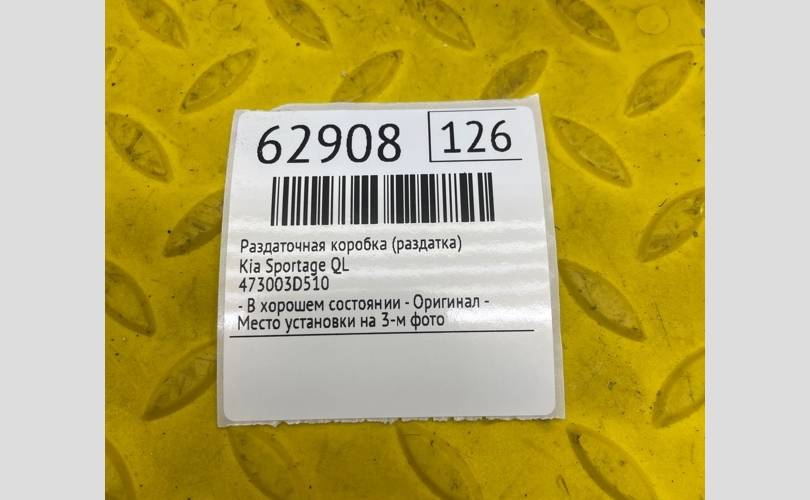 62908 126
Раздаточная коробка (раздатка)
Kia Sportage QL
473003D510
- В хорошем состоянии - Оригинал -
Место установки на 3-м фото